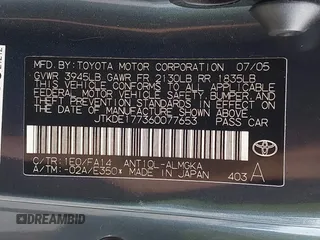 MFD. BY: TOYOTA MOTOR CORPORATION 07/05
GVWR 3945LB GAWR FR 2130LB RR 1835LB
THIS VEHICLE CONFORMS TO ALL APPLICABLE
FEDERAL MOTOR VEHICLE SAFETY, BUMPER, AND
THEFT PREVENTION STANDARDS IN EFFECT ON
THE DATE OF MANUFACTURE SHOWN ABOVE.
JTKDE177360077653 PASS CAR
C/TR:1E0/FA14 ANT10L-ALMGKA
A/TM:-02A/E350* MADE IN JAPAN 403 A
TOYOTA
DREAMBID